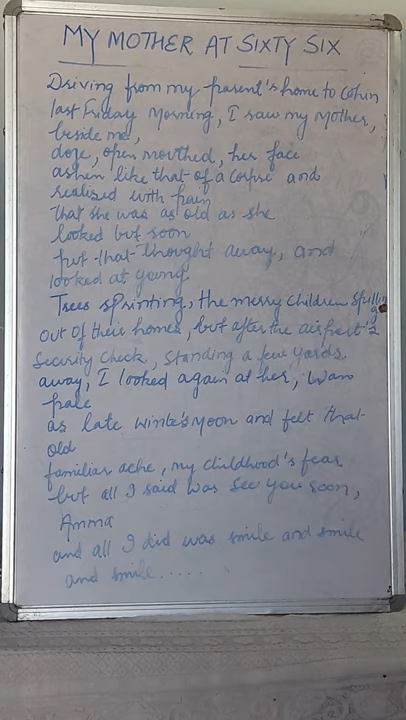 MY MOTHER AT SIXTY SIX
Driving from my parent's home to Cohin
last Friday Morning, I saw my Mother,
beside me,
doze, open mouthed, her face
ashen like that of a corpse and
realized with pain
that she was as old as she
looked but soon
put that thought away, and
looked at young.
Trees sprinting, the merry children spilling
out of their homes, but after the airport's
security check, standing a few yards.
away, I looked again at her, wan
pale
as late winter's moon and felt that
old
familiar ache, my childhood's fear
but all I said was see you soon,
Amma
and all I did was smile and smile
and smile.....